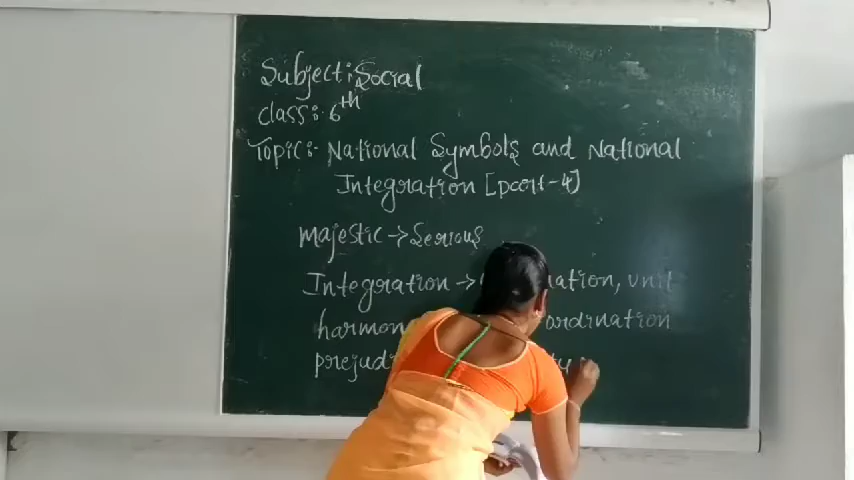 Subject: Social
class: 6th
Topic:- National Symbols and National
Integration [part-4]
majestic → Serious
Integration → ation, unit
harmon ordination
prejudi ty